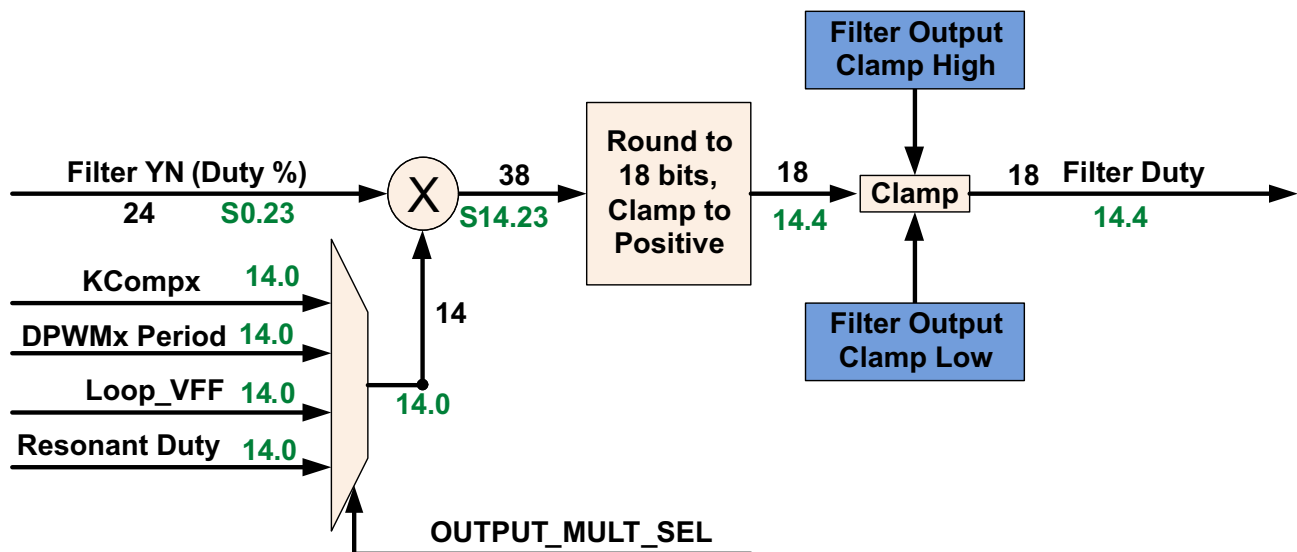 Filter Output
Clamp High
Filter YN (Duty %)
24
S0.23
X
38
S14.23
Round to
18 bits,
Clamp to
Positive
18
14.4
Clamp
18
Filter Duty
14.4
KCompx
14.0
DPWMx Period
14.0
Loop_VFF
14.0
Resonant Duty
14.0
14
14.0
Filter Output
Clamp Low
OUTPUT_MULT_SEL